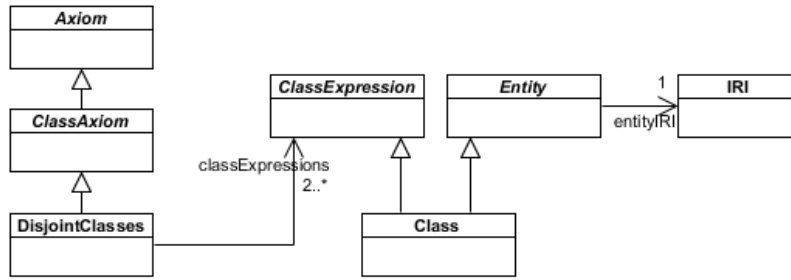 Axiom
ClassAxiom
DisjointClasses
classExpressions
2..*
ClassExpression
Entity
Class
1
entityIRI
IRI